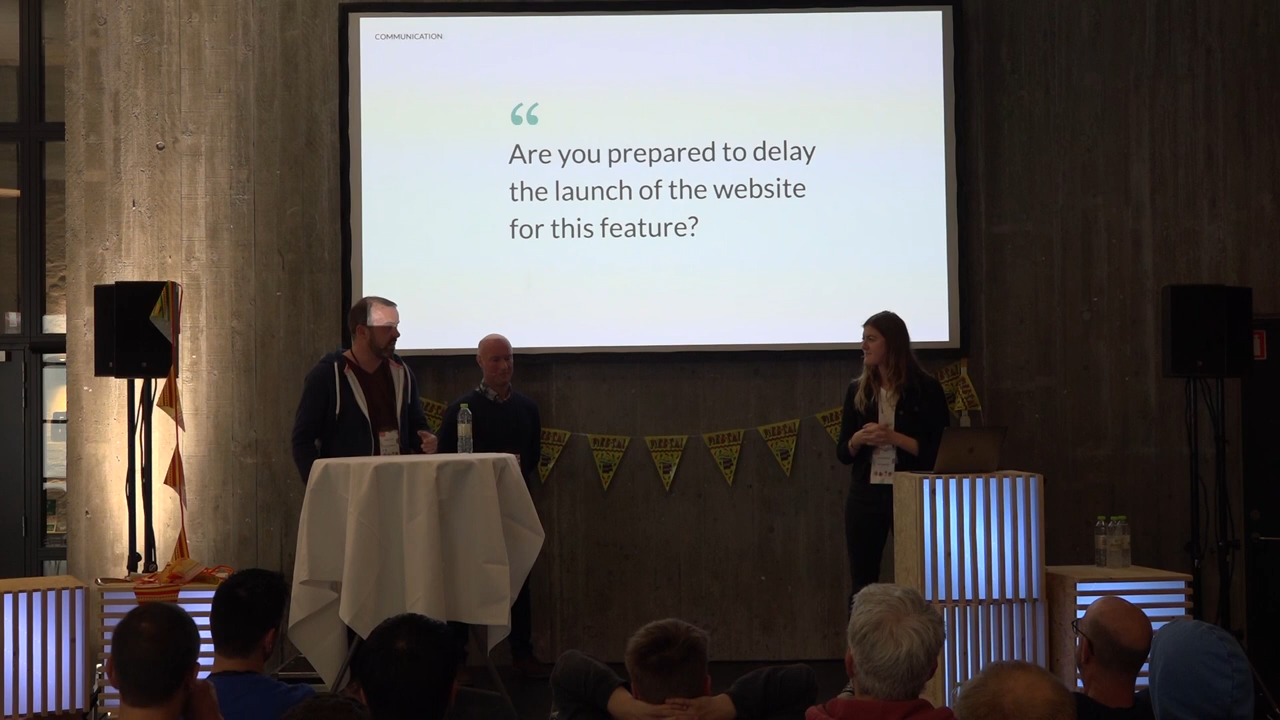 COMMUNICATION
“
Are you prepared to delay
the launch of the website
for this feature?